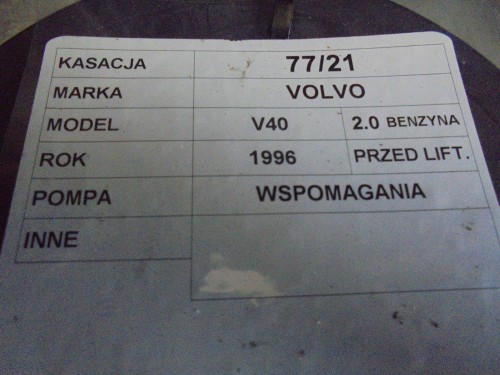 KASACJA 77/21
MARKA VOLVO
MODEL V40 2.0 BENZYNA
ROK 1996 PRZED LIFT.
POMPA WSPOMAGANIA
INNE